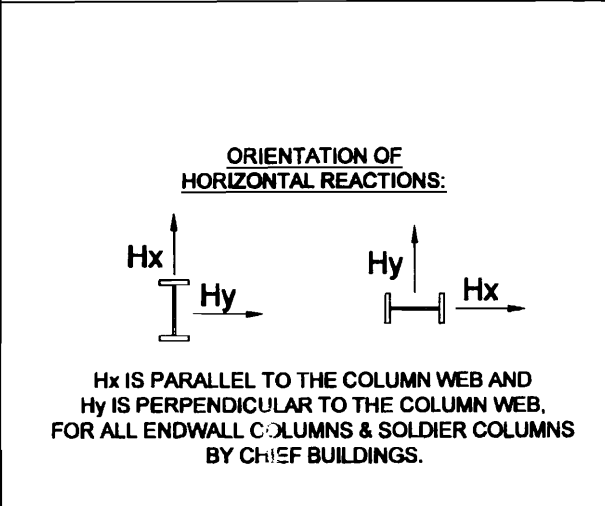 ORIENTATION OF
HORIZONTAL REACTIONS:
Hx
Hy
Hy
Hx
Hx IS PARALLEL TO THE COLUMN WEB AND
Hy IS PERPENDICULAR TO THE COLUMN WEB,
FOR ALL ENDWALL COLUMNS & SOLDIER COLUMNS
BY CHIEF BUILDINGS.